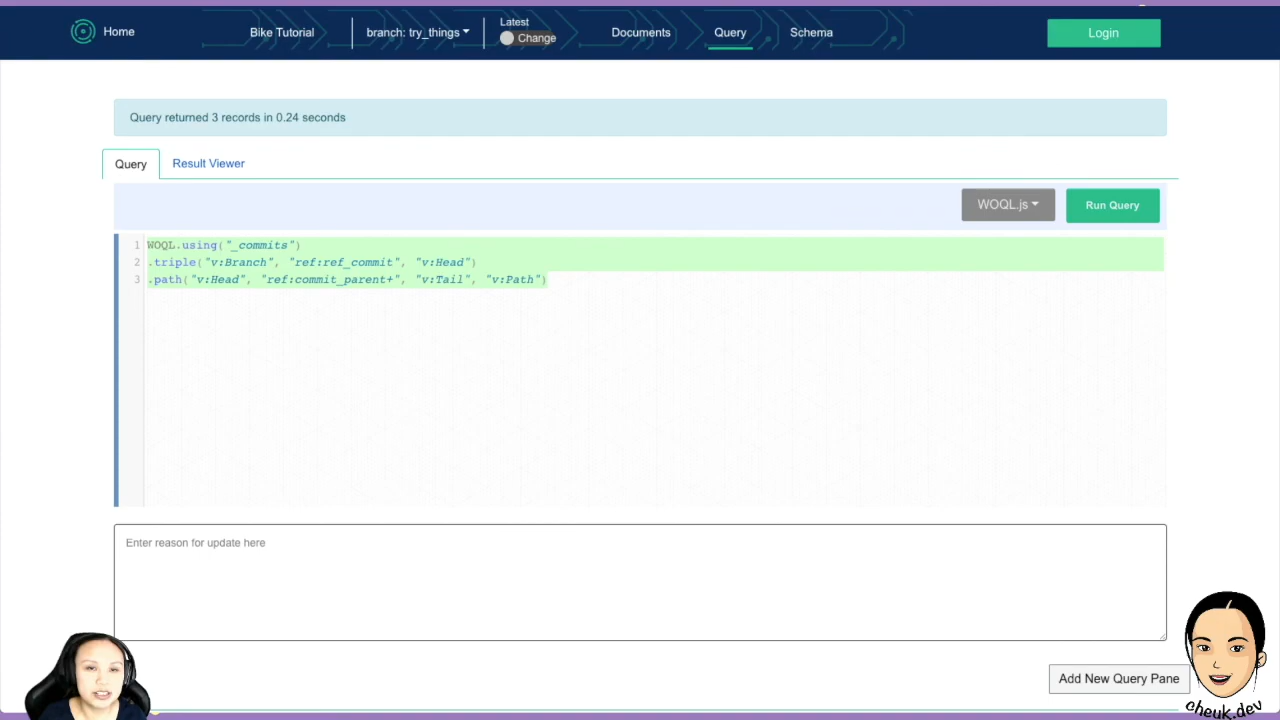 Home
Bike Tutorial
branch: try_things
Latest
Change
Documents
Query
Schema
Login
Query returned 3 records in 0.24 seconds
Query
Result Viewer
WOQL.js
Run Query
1 WOQL.using("_commits")
2 .triple("v:Branch", "ref:ref_commit", "v:Head")
3 .path("v:Head", "ref:commit_parent+", "v:Tail", "v:Path")
Enter reason for update here
Add New Query Pane
cheuk.dev